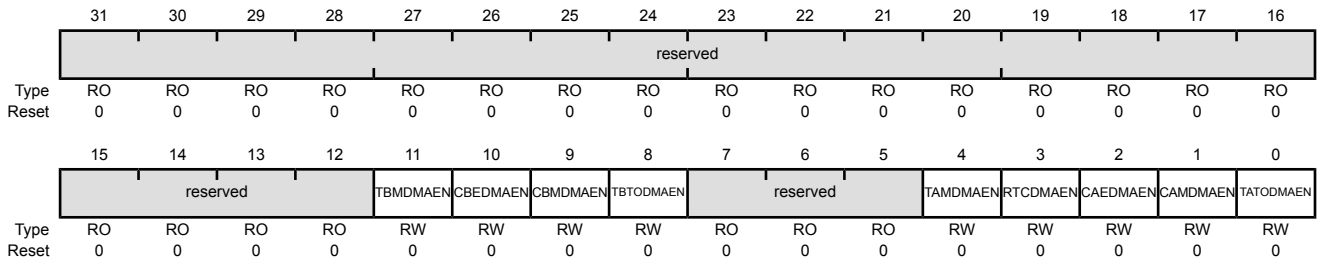 31 30 29 28 27 26 25 24 23 22 21 20 19 18 17 16
reserved
Type RO RO RO RO RO RO RO RO RO RO RO RO RO RO RO RO
Reset 0 0 0 0 0 0 0 0 0 0 0 0 0 0 0 0
15 14 13 12 11 10 9 8 7 6 5 4 3 2 1 0
reserved TBMDMAEN CBEDMAEN CBMDMAEN TBTODMAEN reserved TAMDMAEN RTCDMAEN CAEDMAEN CAMDMAEN TATODMAEN
Type RO RO RO RO RW RW RW RW RO RO RO RW RW RW RW RW
Reset 0 0 0 0 0 0 0 0 0 0 0 0 0 0 0 0